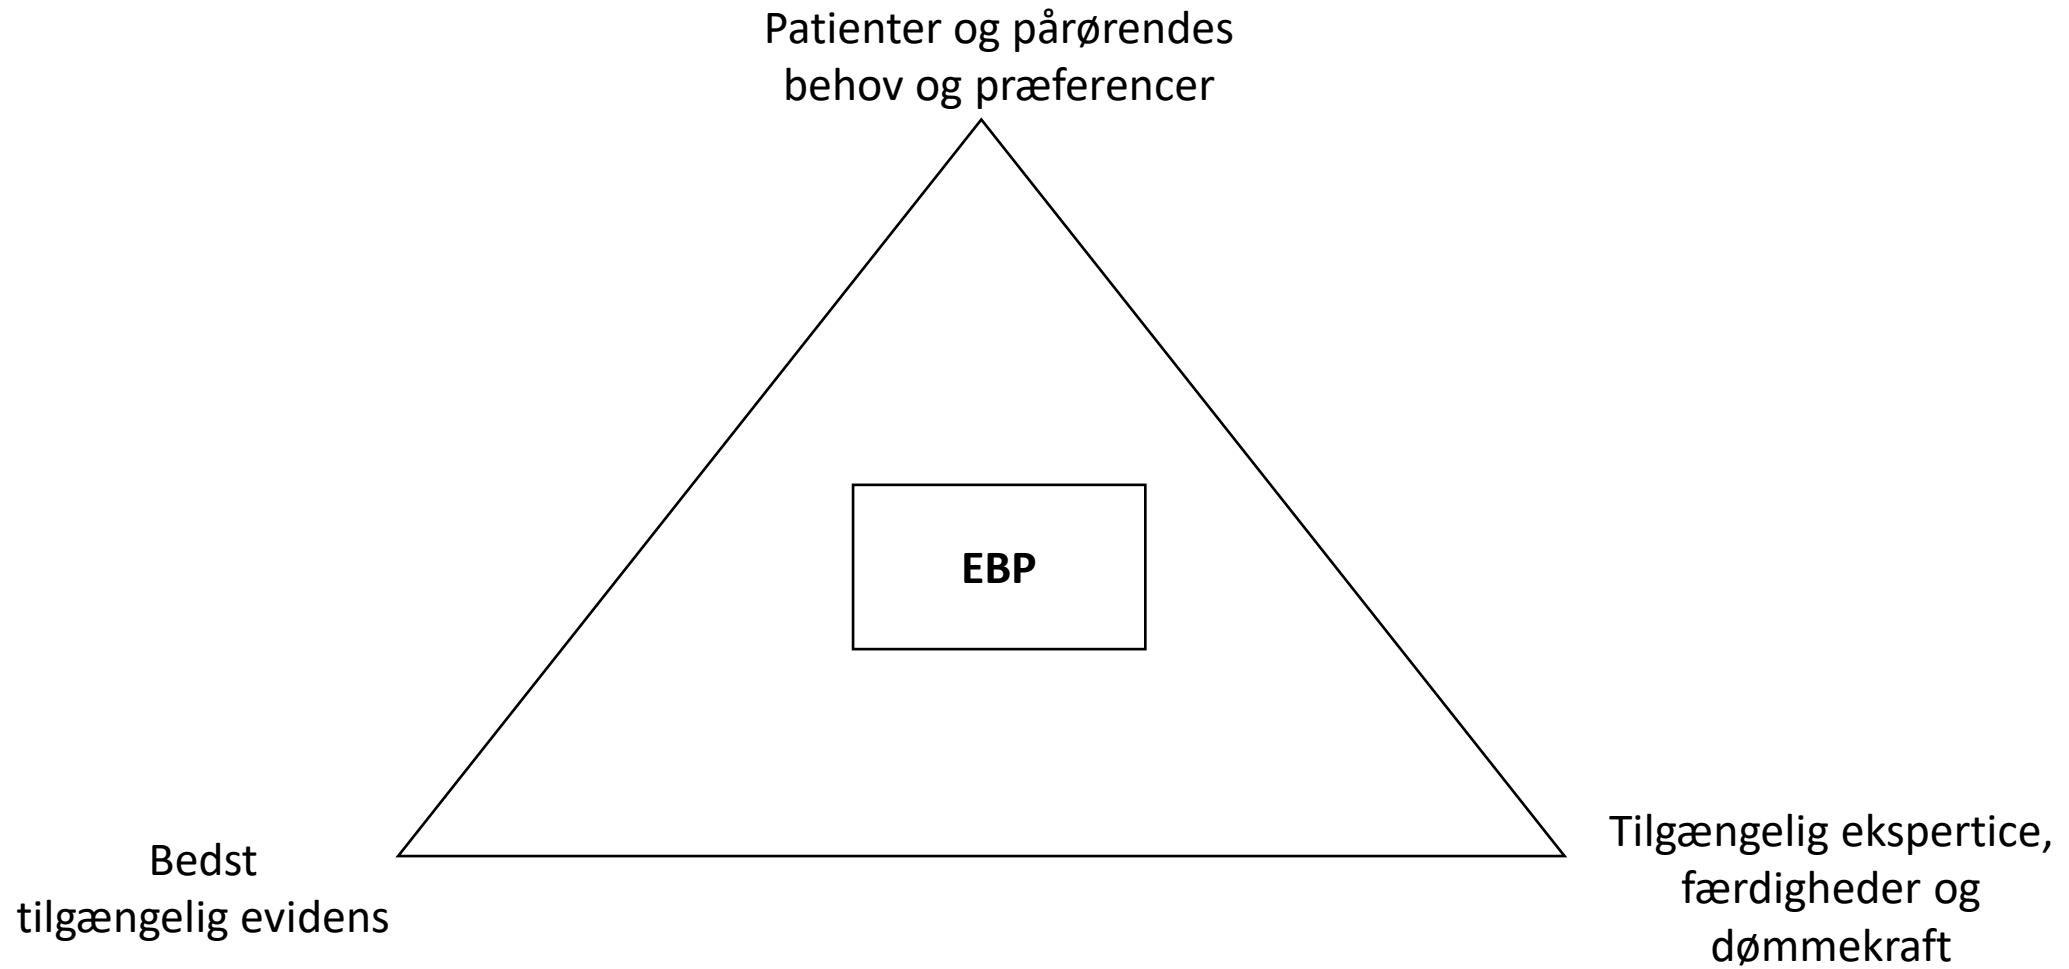 Patienter og pårørendes
behov og præferencer
EBP
Bedst
tilgængelig evidens
Tilgængelig ekspertice,
færdigheder og
dømmekraft